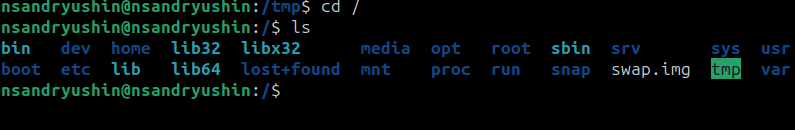 nsandryushin@nsandryushin:/tmp$ cd /
nsandryushin@nsandryushin:/$ ls
bin dev home lib32 libx32 media opt root sbin srv sys usr
boot etc lib lib64 lost+found mnt proc run snap swap.img tmp var
nsandryushin@nsandryushin:/$